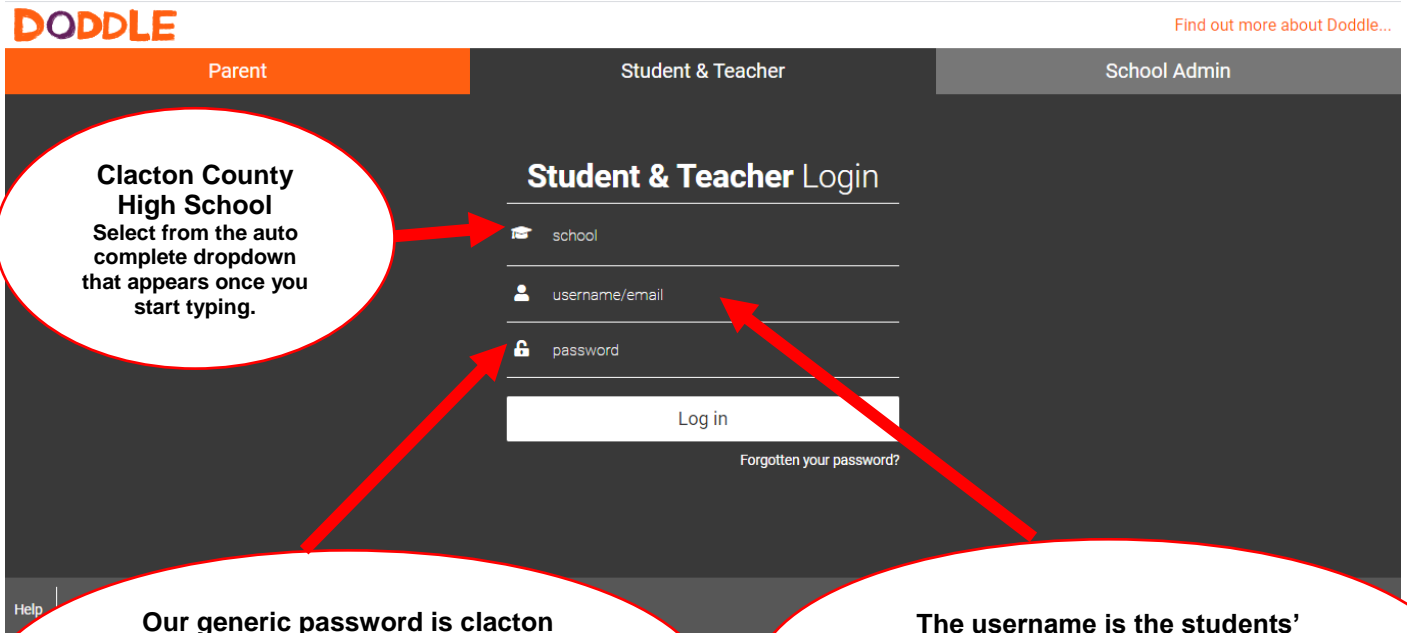 DODDLE
Find out more about Doddle...
Parent
Student & Teacher
School Admin
Clacton County
High School
Select from the auto
complete dropdown
that appears once you
start typing.
Student & Teacher Login
school
username/email
password
Log in
Forgotten your password?
Help
Our generic password is clacton
The username is the students’